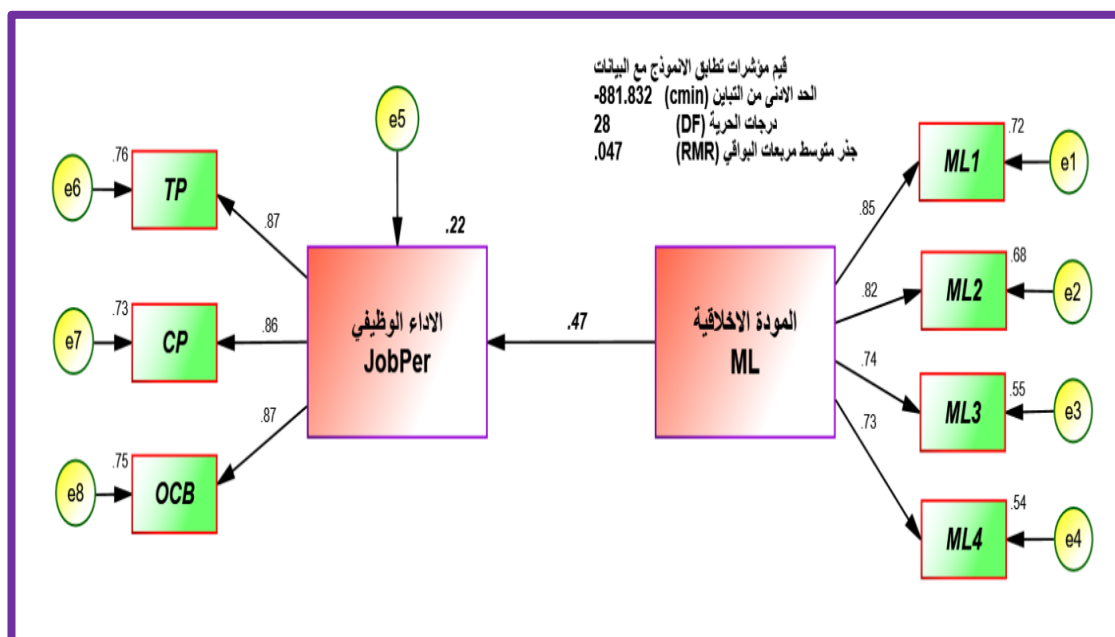 قيم مؤشرات تطابق الانموذج مع البيانات
الحد الادنى من التباين (cmin) -881.832
درجات الحرية (DF) 28
جذر متوسط مربعات البواقي (RMR) .047
e5
.22
e6
.76
TP
.87
e7
.73
CP
.86
e8
.75
OCB
.87
الاداء الوظيفي
JobPer
.47
المودة الاخلاقية
ML
.85
.72
ML1
e1
.82
.68
ML2
e2
.74
.55
ML3
e3
.73
.54
ML4
e4